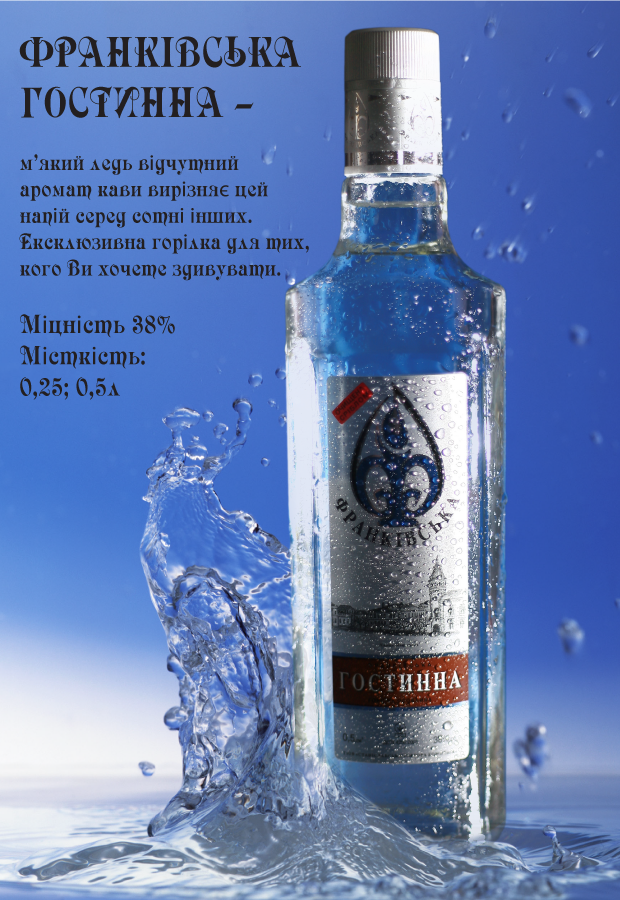 ФРАНКІВСЬКА
ГОСТИННА –
м'який ледь відчутний
аромат кави вирізняє цей
напій серед сотні інших.
Ексклюзивна горілка для тих,
кого Ви хочете здивувати.
Міцність 38%
Місткість:
0,25; 0,5л
ФРАНКІВСЬКА
ГОСТИННА